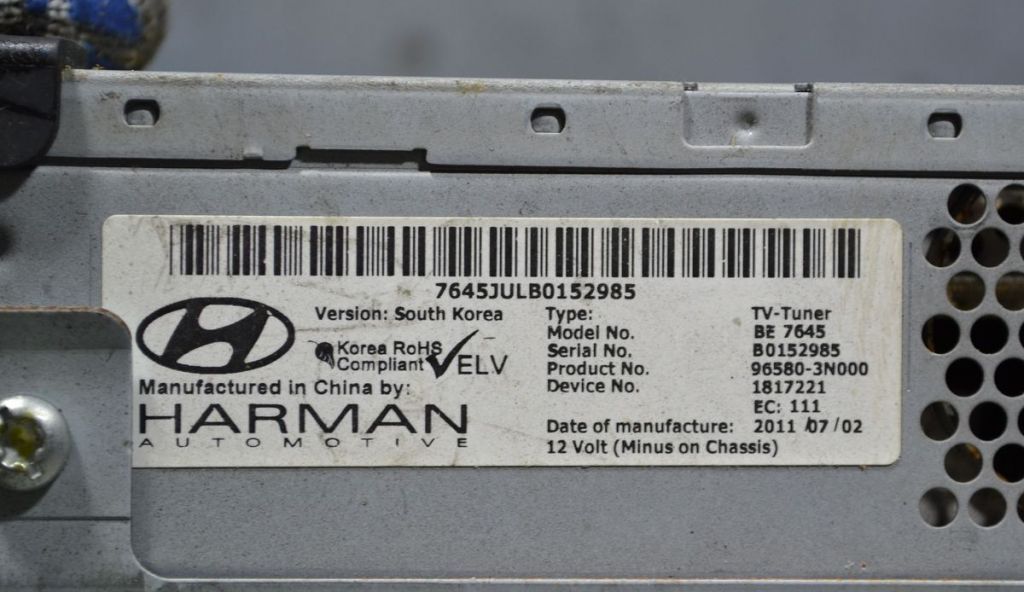 7645JULB0152985
Version: South Korea
Korea RoHS
Compliant
ELV
Manufactured in China by:
HARMAN
AUTOMOTIVE
Type: TV-Tuner
Model No. BE 7645
Serial No. B0152985
Product No. 96580-3N000
Device No. 1817221
EC: 111
Date of manufacture: 2011/07/02
12 Volt (Minus on Chassis)